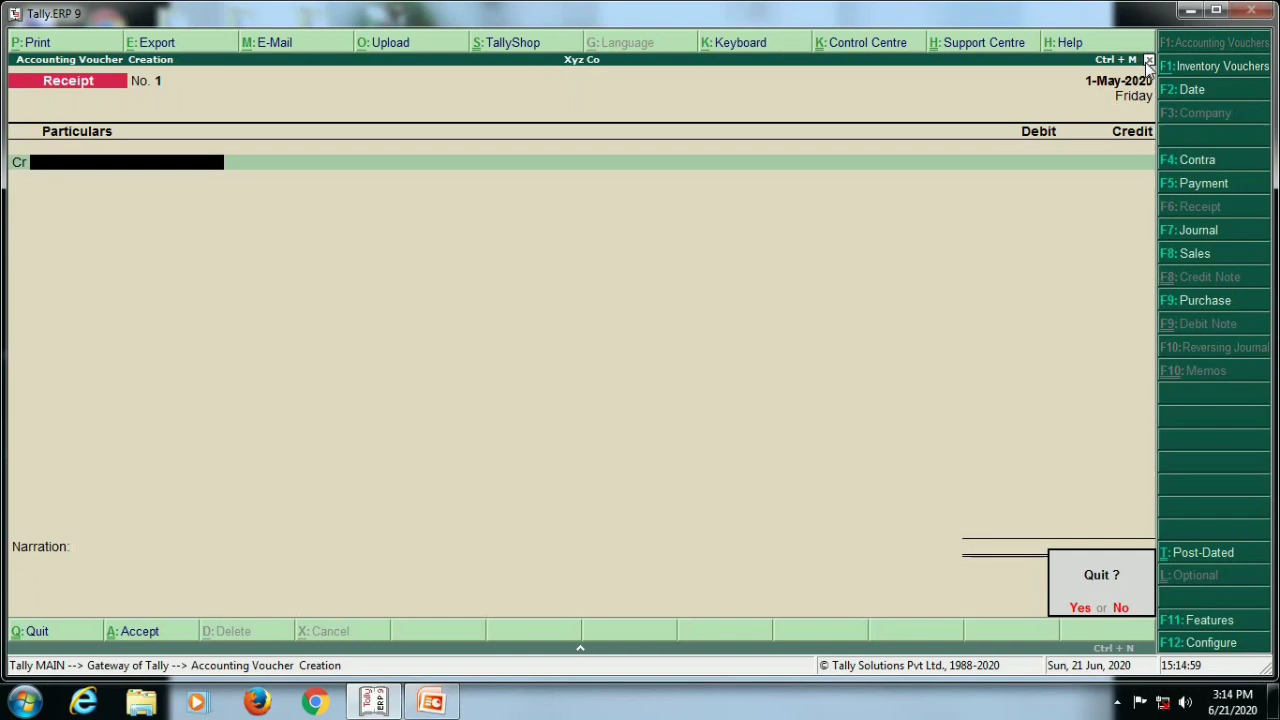 Tally.ERP 9
P: Print E: Export M: E-Mail O: Upload S: TallyShop G: Language K: Keyboard K: Control Centre H: Support Centre H: Help
Accounting Voucher Creation Xyz Co Ctrl + M
Receipt No. 1 1-May-2020
Friday
Particulars Debit Credit
Cr
Narration:
Quit ?
Yes or No
Q: Quit A: Accept D: Delete X: Cancel
Ctrl + N
Tally MAIN --> Gateway of Tally --> Accounting Voucher Creation © Tally Solutions Pvt Ltd., 1988-2020 Sun, 21 Jun, 2020 15:14:59
F1: Accounting Vouchers
F1: Inventory Vouchers
F2: Date
F3: Company
F4: Contra
F5: Payment
F6: Receipt
F7: Journal
F8: Sales
F8: Credit Note
F9: Purchase
F9: Debit Note
F10: Reversing Journal
F10: Memos
T: Post-Dated
L: Optional
F11: Features
F12: Configure
Tally ERP 9
3:14 PM
6/21/2020